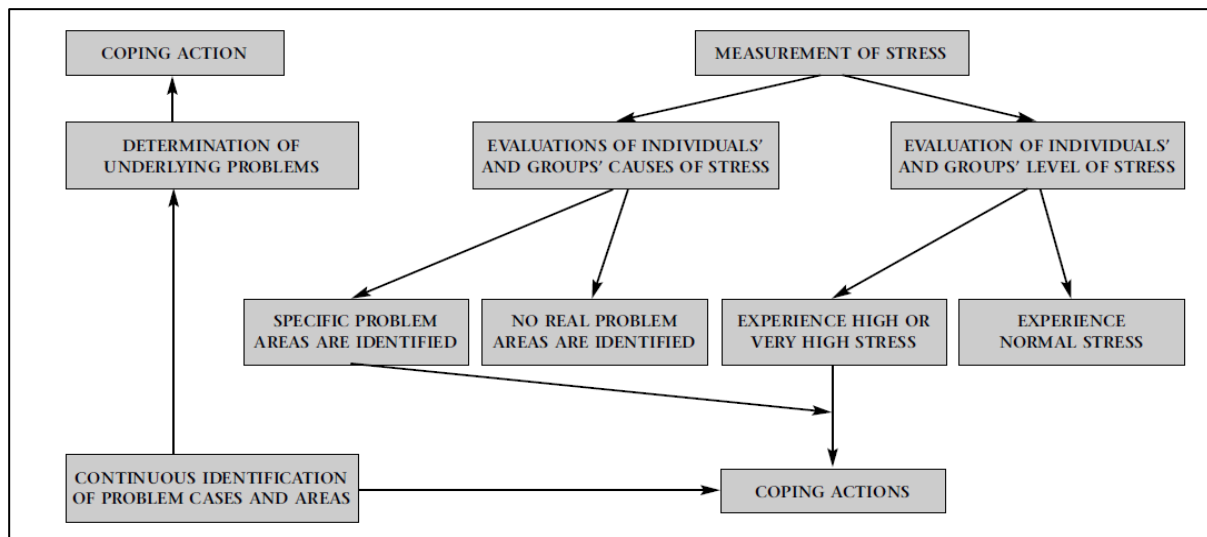 COPING ACTION
MEASUREMENT OF STRESS
DETERMINATION OF
UNDERLYING PROBLEMS
EVALUATIONS OF INDIVIDUALS'
AND GROUPS' CAUSES OF STRESS
EVALUATION OF INDIVIDUALS'
AND GROUPS' LEVEL OF STRESS
SPECIFIC PROBLEM
AREAS ARE IDENTIFIED
NO REAL PROBLEM
AREAS ARE IDENTIFIED
EXPERIENCE HIGH OR
VERY HIGH STRESS
EXPERIENCE
NORMAL STRESS
CONTINUOUS IDENTIFICATION
OF PROBLEM CASES AND AREAS
COPING ACTIONS